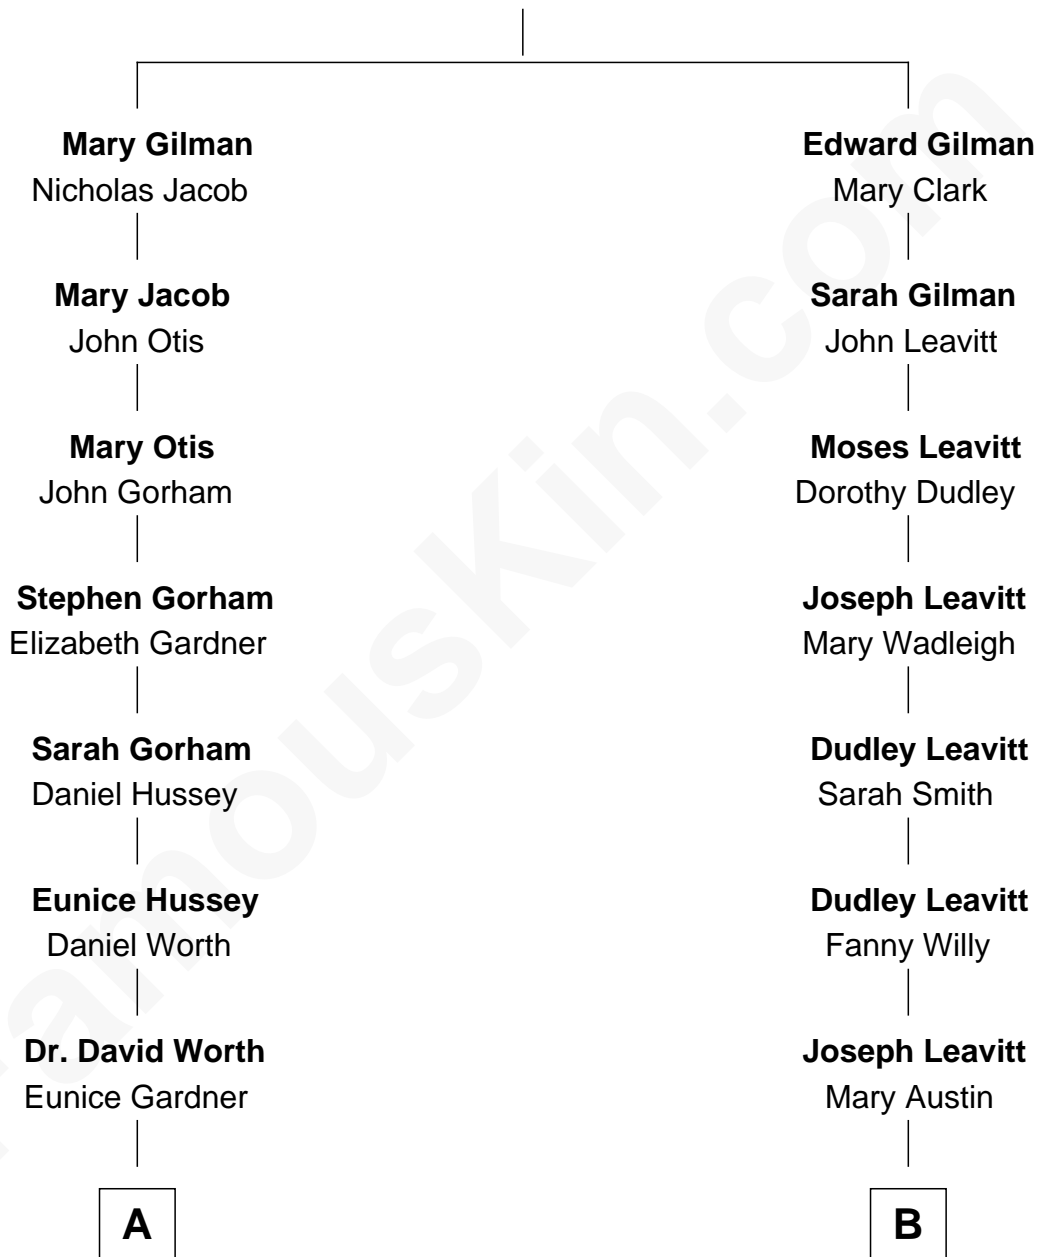 Mary Gilman
Nicholas Jacob
Mary Jacob
John Otis
Mary Otis
John Gorham
Stephen Gorham
Elizabeth Gardner
Sarah Gorham
Daniel Hussey
Eunice Hussey
Daniel Worth
Dr. David Worth
Eunice Gardner
A
Edward Gilman
Mary Clark
Sarah Gilman
John Leavitt
Moses Leavitt
Dorothy Dudley
Joseph Leavitt
Mary Wadleigh
Dudley Leavitt
Sarah Smith
Dudley Leavitt
Fanny Willy
Joseph Leavitt
Mary Austin
B
FamousKin.com